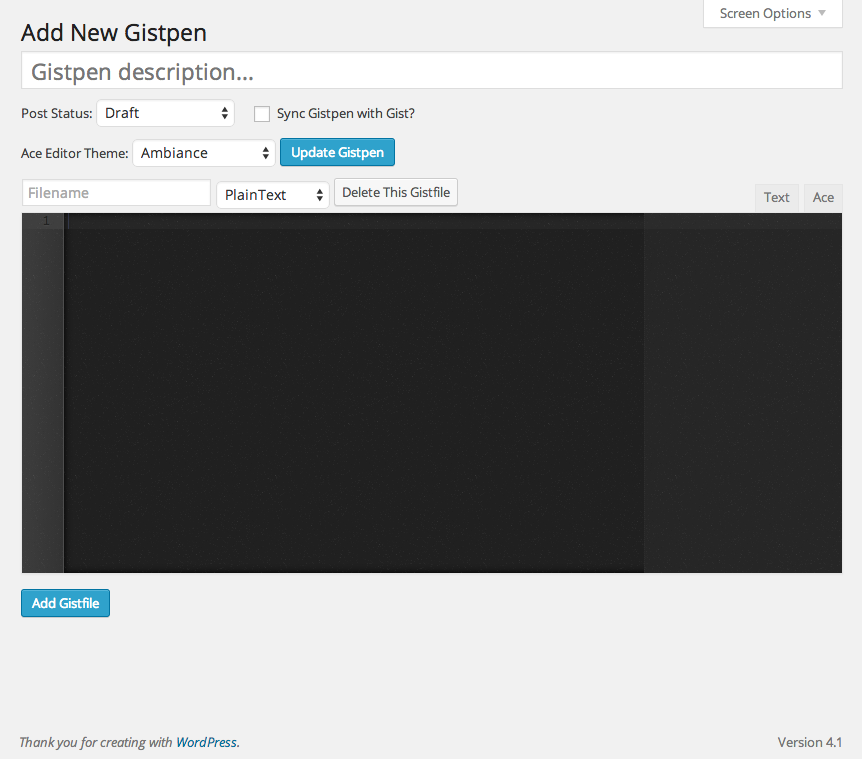 Screen Options
Add New Gistpen
Gistpen description...
Post Status: Draft Sync Gistpen with Gist?
Ace Editor Theme: Ambiance Update Gistpen
Filename PlainText Delete This Gistfile Text Ace
1
Add Gistfile
Thank you for creating with WordPress. Version 4.1